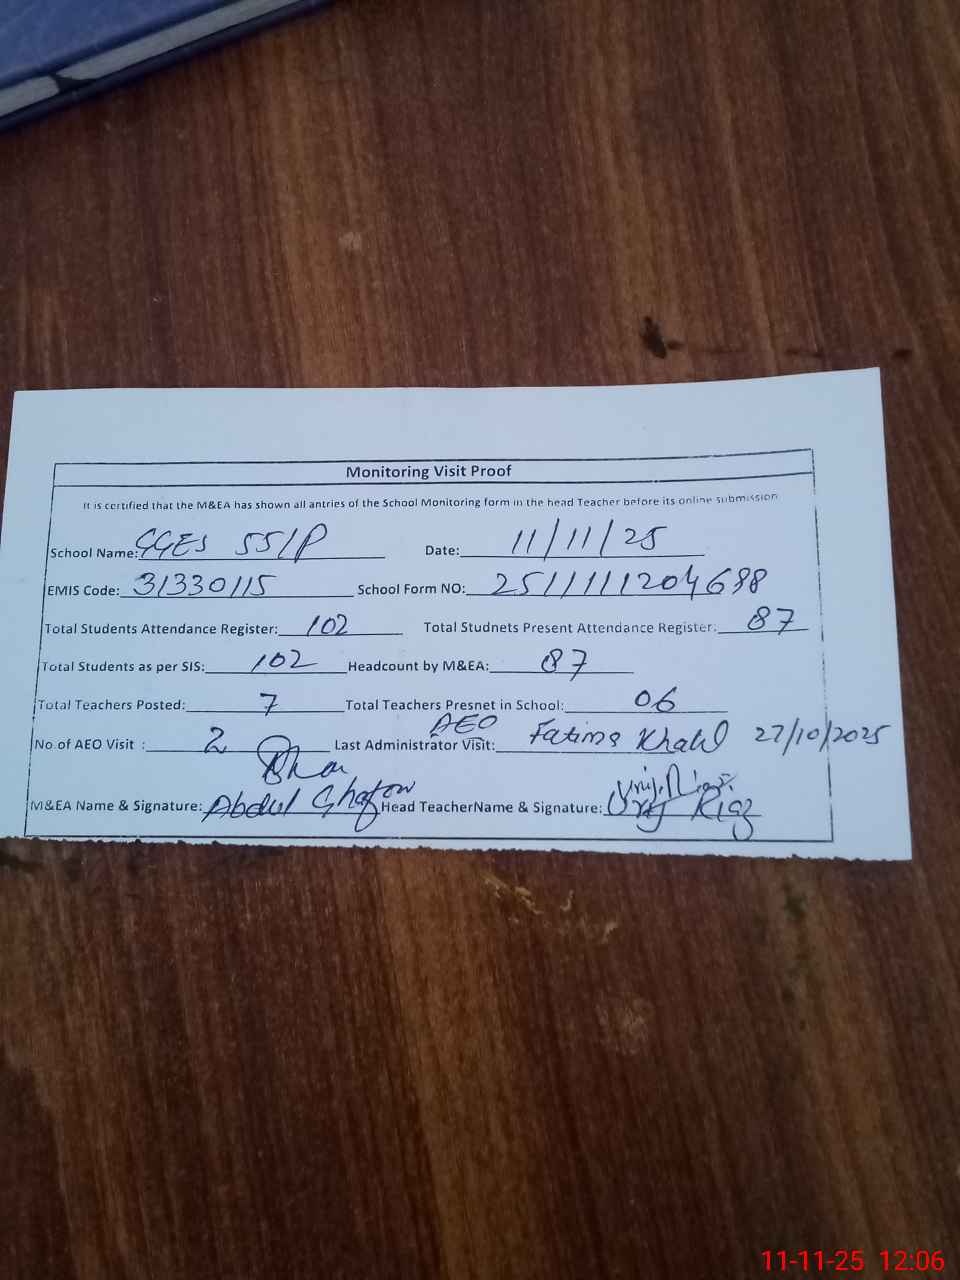 Monitoring Visit Proof
It is certified that the M&EA has shown all antries of the School Monitoring form in the head Teacher before its online submission
School Name: GGES 55/P Date: 11/11/25
EMIS Code: 31330115 School Form NO: 251111204688
Total Students Attendance Register: 102 Total Studnets Present Attendance Register: 87
Total Students as per SIS: 102 Headcount by M&EA: 87
Total Teachers Posted: 7 Total Teachers Presnet in School: 06
AEO
No of AEO Visit : 2 Last Administrator Visit: Fatima Khalil 27/10/2025
M&EA Name & Signature: Abdul Ghafoor Head TeacherName & Signature: Riaz
11-11-25 12:06